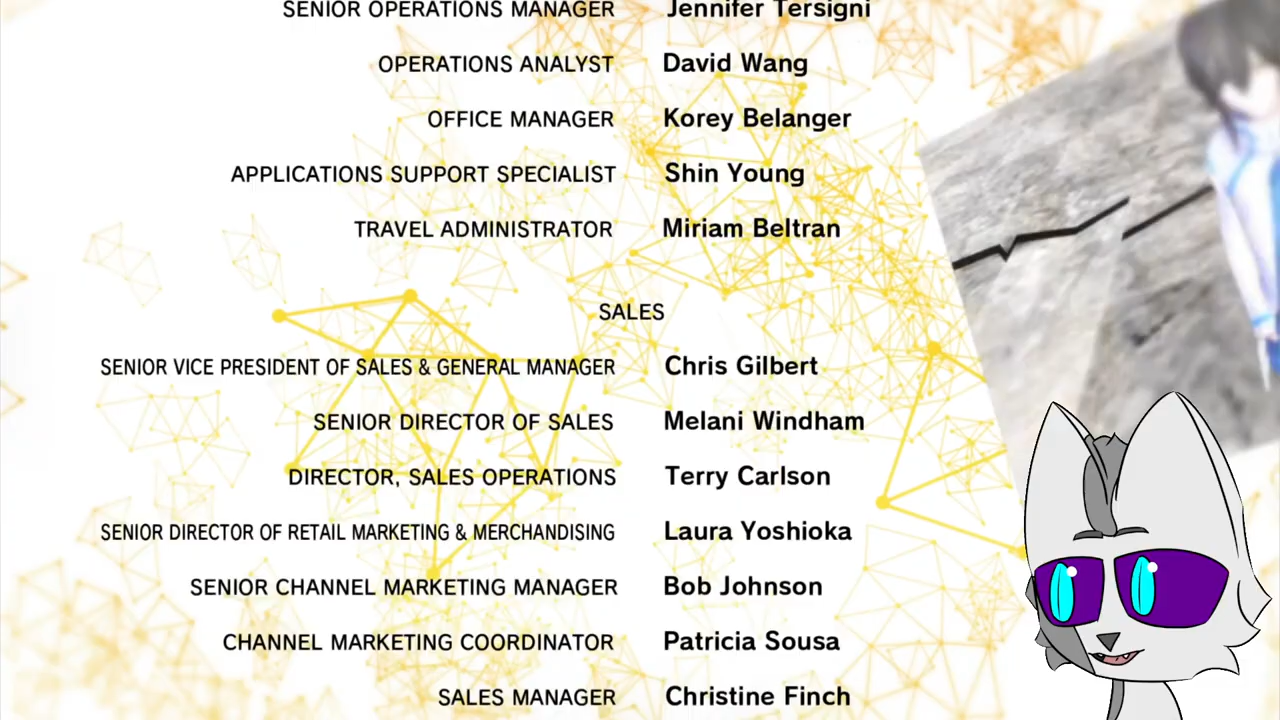 SENIOR OPERATIONS MANAGER Jennifer Tersigni
OPERATIONS ANALYST David Wang
OFFICE MANAGER Korey Belanger
APPLICATIONS SUPPORT SPECIALIST Shin Young
TRAVEL ADMINISTRATOR Miriam Beltran
SALES
SENIOR VICE PRESIDENT OF SALES & GENERAL MANAGER Chris Gilbert
SENIOR DIRECTOR OF SALES Melani Windham
DIRECTOR, SALES OPERATIONS Terry Carlson
SENIOR DIRECTOR OF RETAIL MARKETING & MERCHANDISING Laura Yoshioka
SENIOR CHANNEL MARKETING MANAGER Bob Johnson
CHANNEL MARKETING COORDINATOR Patricia Sousa
SALES MANAGER Christine Finch